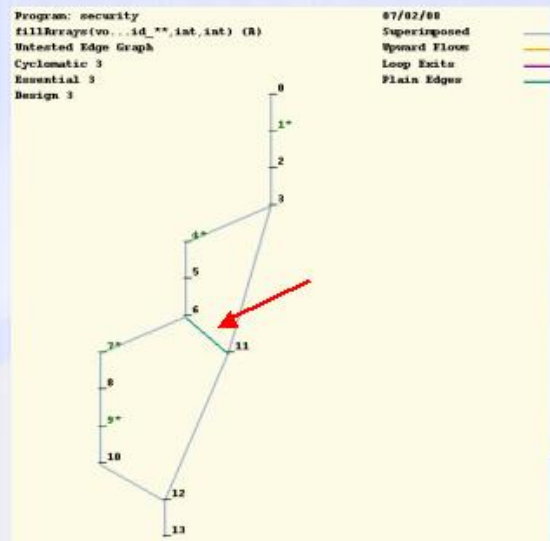 Program: security
fillArrays(vo...id_**,int,int) (A)
Untested Edge Graph
Cyclomatic 3
Essential 3
Design 3
07/02/08
Superimposed
Upward Flows
Loop Exits
Plain Edges
0
1*
2
3
4*
5
6
11
7*
8
9*
10
12
13